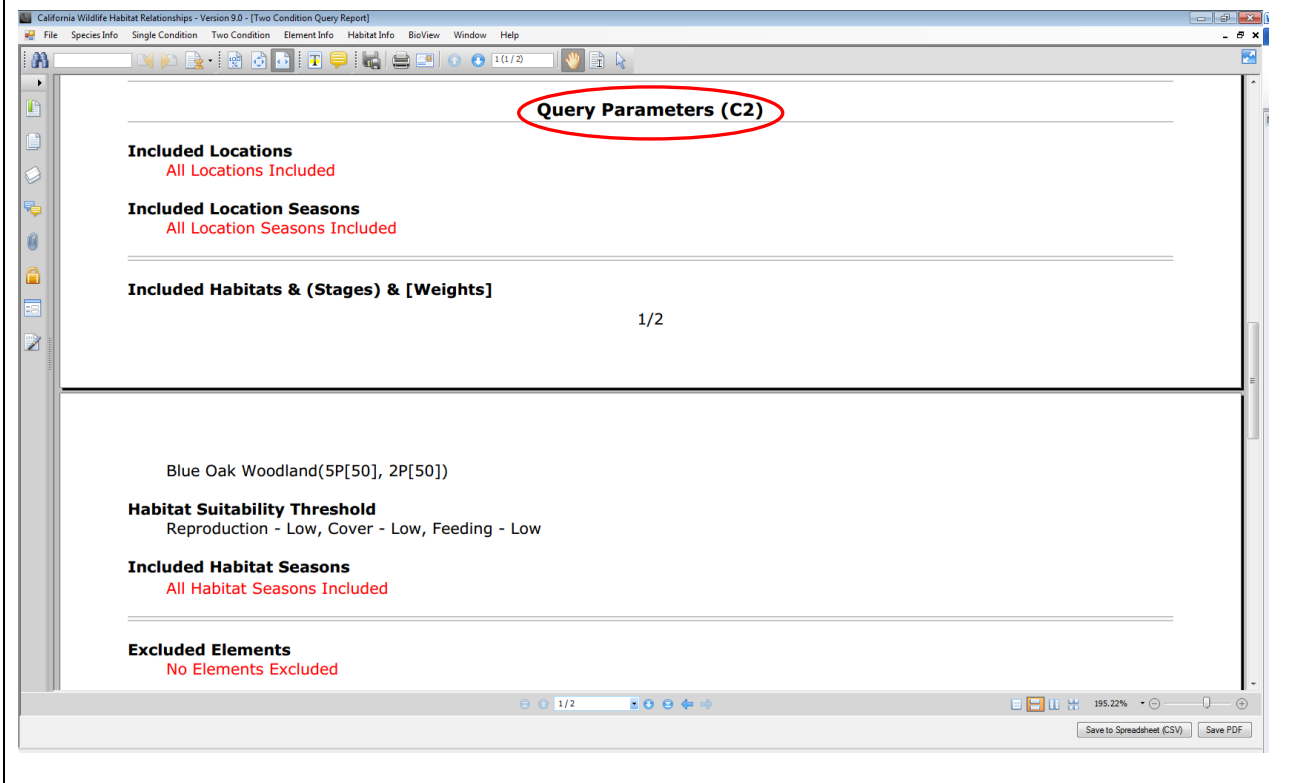 California Wildlife Habitat Relationships - Version 9.0 - [Two Condition Query Report]
File Species Info Single Condition Two Condition Element Info Habitat Info BioView Window Help
1 (1 / 2)
Query Parameters (C2)
Included Locations
All Locations Included
Included Location Seasons
All Location Seasons Included
Included Habitats & (Stages) & [Weights]
1/2
Blue Oak Woodland(5P[50], 2P[50])
Habitat Suitability Threshold
Reproduction - Low, Cover - Low, Feeding - Low
Included Habitat Seasons
All Habitat Seasons Included
Excluded Elements
No Elements Excluded
1 / 2 195.22%
Save to Spreadsheet (CSV) Save PDF